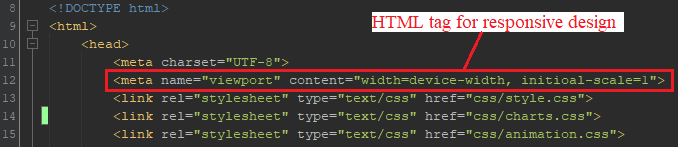 8 <!DOCTYPE html>
HTML tag for responsive design
9 <html>
10 <head>
11 <meta charset="UTF-8">
12 <meta name="viewport" content="width=device-width, initioal-scale=1">
13 <link rel="stylesheet" type="text/css" href="css/style.css">
14 <link rel="stylesheet" type="text/css" href="css/charts.css">
15 <link rel="stylesheet" type="text/css" href="css/animation.css">